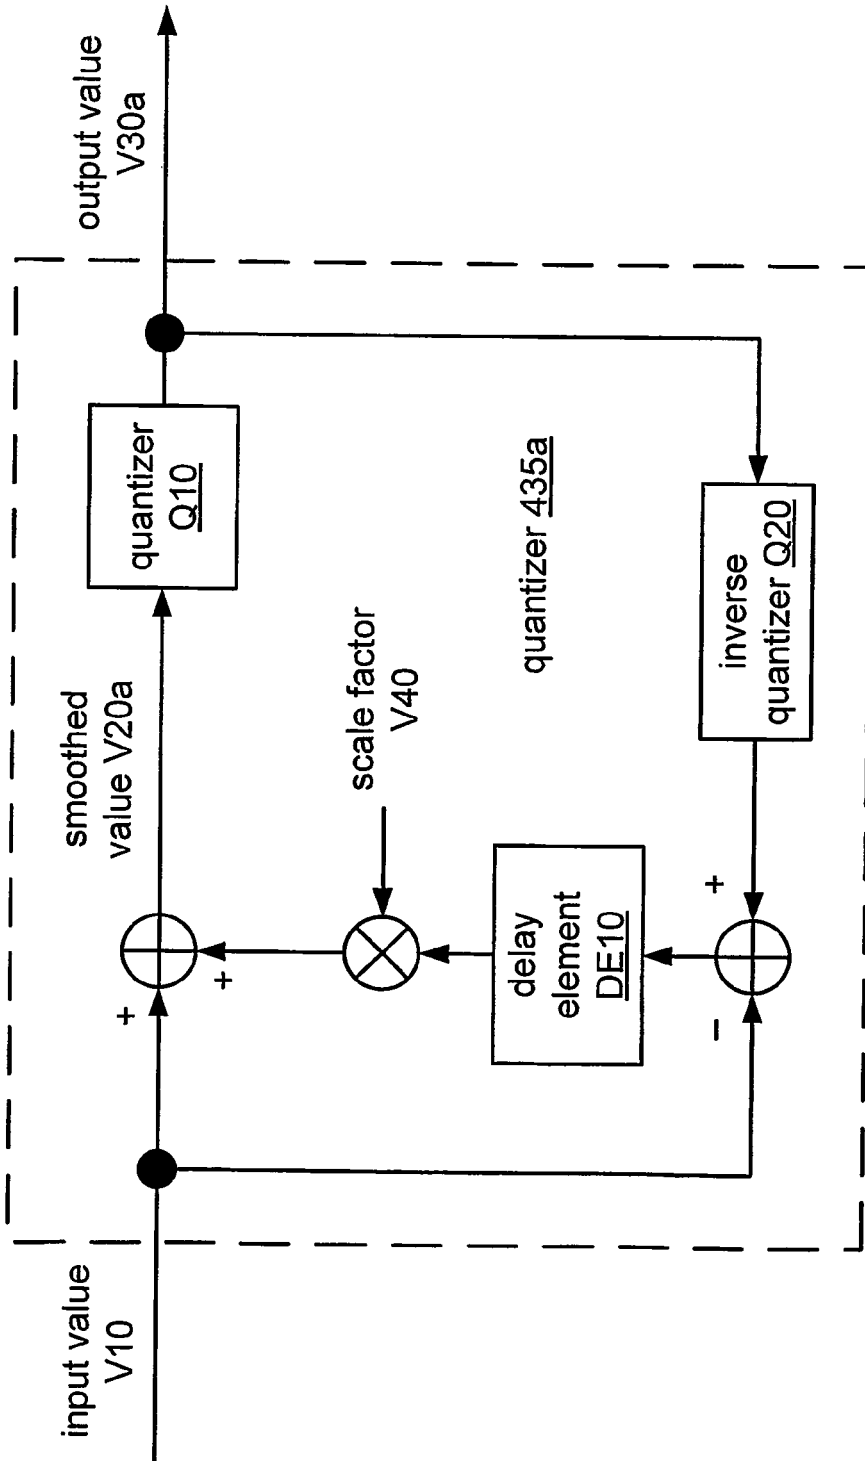 input value
V10
+
+
smoothed
value V20a
quantizer
Q10
output value
V30a
scale factor
V40
quantizer 435a
delay
element
DE10
−
+
inverse
quantizer Q20